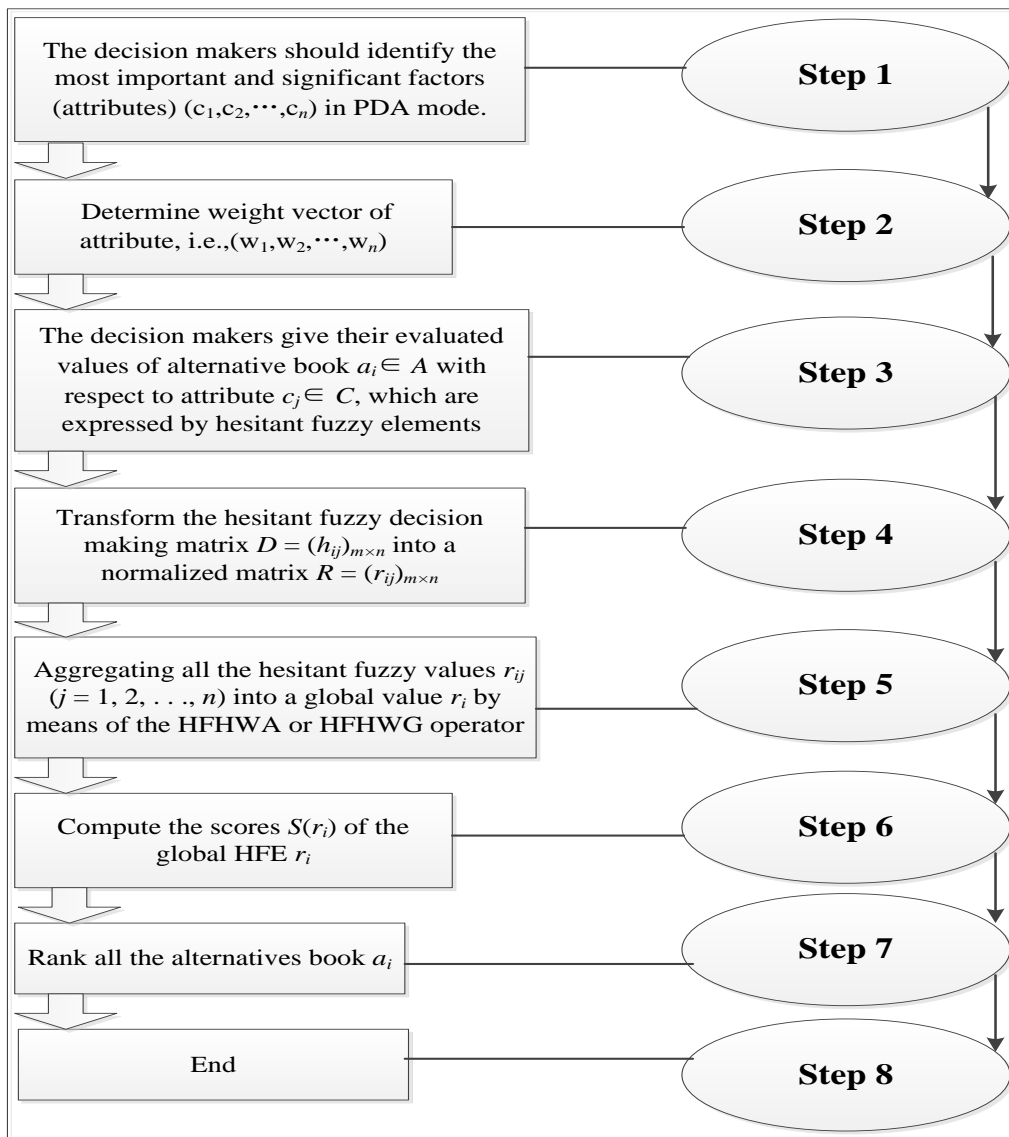 The decision makers should identify the
most important and significant factors
(attributes) (c₁,c₂,⋯,cₙ) in PDA mode.
Step 1
Determine weight vector of
attribute, i.e.,(w₁,w₂,⋯,wₙ)
Step 2
The decision makers give their evaluated
values of alternative book aᵢ ∈ A with
respect to attribute cⱼ ∈ C, which are
expressed by hesitant fuzzy elements
Step 3
Transform the hesitant fuzzy decision
making matrix D = (hᵢⱼ)ₘ×ₙ into a
normalized matrix R = (rᵢⱼ)ₘ×ₙ
Step 4
Aggregating all the hesitant fuzzy values rᵢⱼ
(j = 1, 2, . . ., n) into a global value rᵢ by
means of the HFHWA or HFHWG operator
Step 5
Compute the scores S(rᵢ) of the
global HFE rᵢ
Step 6
Rank all the alternatives book aᵢ
Step 7
End
Step 8